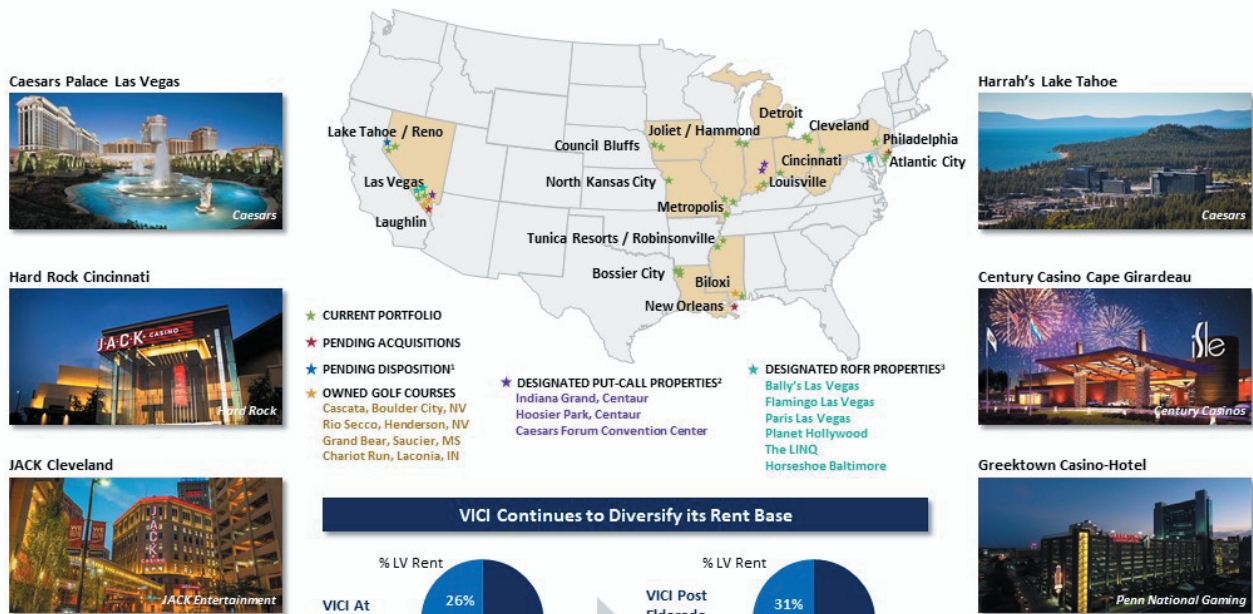 Caesars Palace Las Vegas
Caesars
Hard Rock Cincinnati
JACK CASINO
Hard Rock
JACK Cleveland
JACK
CASINO
JACK Entertainment
Lake Tahoe / Reno
Las Vegas
Laughlin
Council Bluffs
North Kansas City
Joliet / Hammond
Detroit
Cleveland
Philadelphia
Atlantic City
Cincinnati
Louisville
Metropolis
Tunica Resorts / Robinsonville
Bossier City
Biloxi
New Orleans
CURRENT PORTFOLIO
PENDING ACQUISITIONS
PENDING DISPOSITION¹
OWNED GOLF COURSES
Cascata, Boulder City, NV
Rio Secco, Henderson, NV
Grand Bear, Saucier, MS
Chariot Run, Laconia, IN
DESIGNATED PUT-CALL PROPERTIES²
Indiana Grand, Centaur
Hoosier Park, Centaur
Caesars Forum Convention Center
DESIGNATED ROFR PROPERTIES³
Bally's Las Vegas
Flamingo Las Vegas
Paris Las Vegas
Planet Hollywood
The LINQ
Horseshoe Baltimore
Harrah's Lake Tahoe
Caesars
Century Casino Cape Girardeau
isle
Century Casinos
Greektown Casino-Hotel
Penn National Gaming
VICI Continues to Diversify its Rent Base
% LV Rent
26%
VICI At
% LV Rent
31%
VICI Post
Eldorado